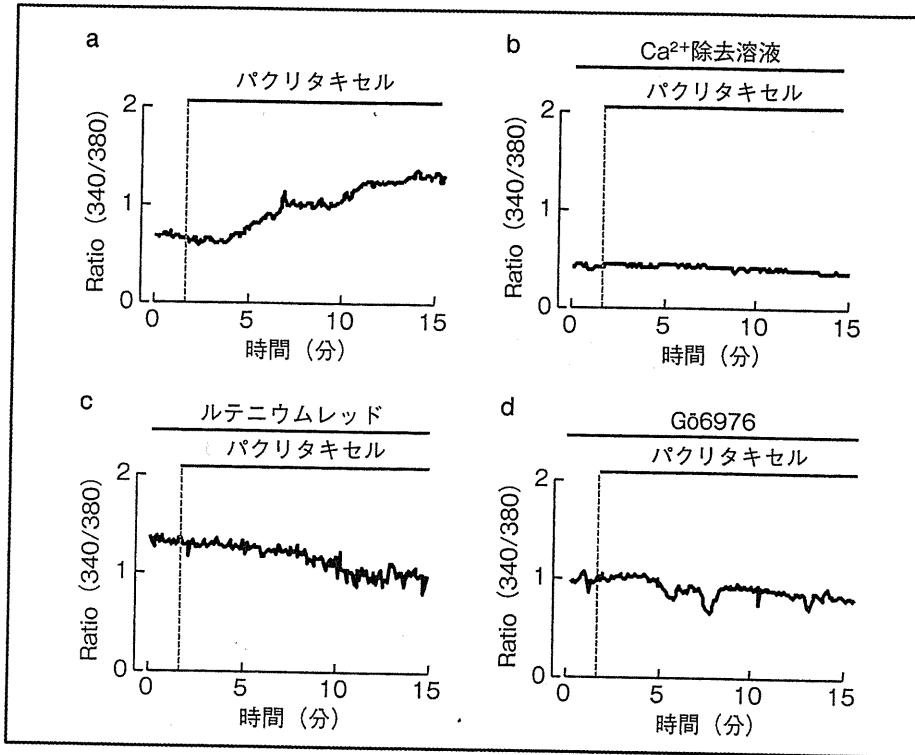 a
パクリタキセル
2
1
0
Ratio (340/380)
0 5 10 15
時間 (分)
b
Ca²⁺除去溶液
パクリタキセル
2
1
0
Ratio (340/380)
0 5 10 15
時間 (分)
c
ルテニウムレッド
パクリタキセル
2
1
0
Ratio (340/380)
0 5 10 15
時間 (分)
d
Gö6976
パクリタキセル
2
1
0
Ratio (340/380)
0 5 10 15
時間 (分)